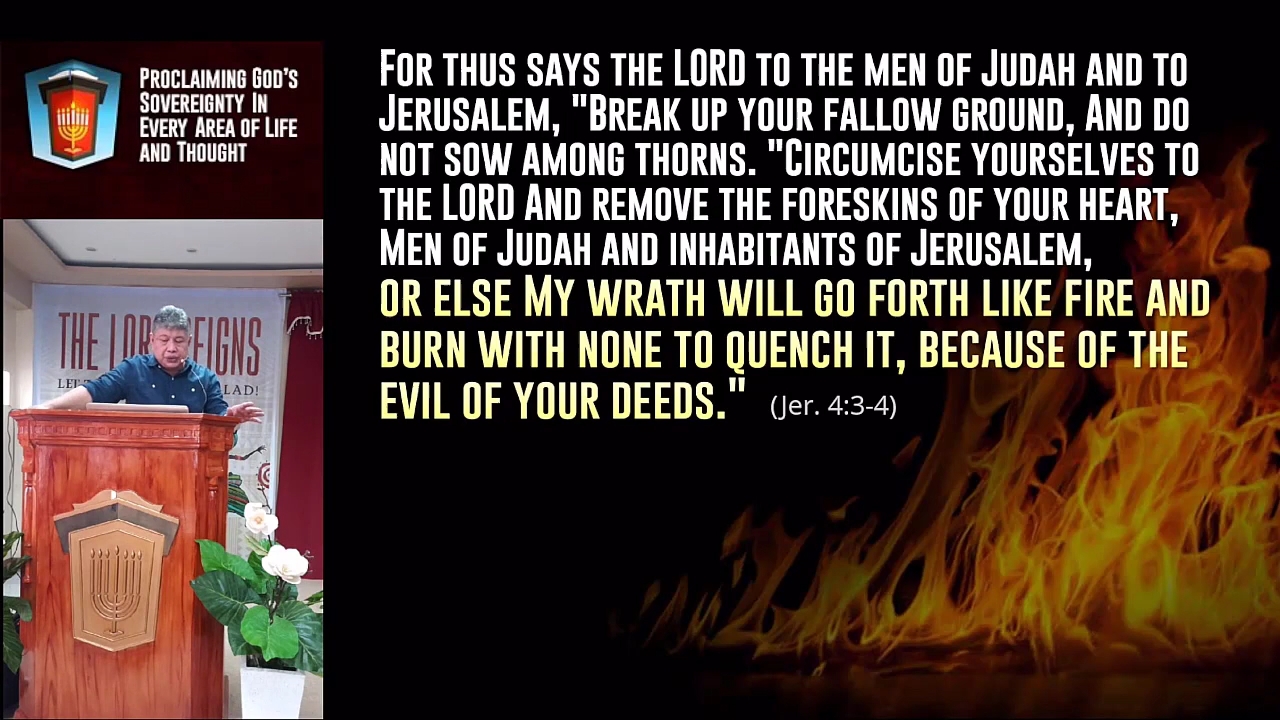 PROCLAIMING GOD'S
SOVEREIGNTY IN
EVERY AREA OF LIFE
AND THOUGHT
FOR THUS SAYS THE LORD TO THE MEN OF JUDAH AND TO
JERUSALEM, "BREAK UP YOUR FALLOW GROUND, AND DO
NOT SOW AMONG THORNS. "CIRCUMCISE YOURSELVES TO
THE LORD AND REMOVE THE FORESKINS OF YOUR HEART,
MEN OF JUDAH AND INHABITANTS OF JERUSALEM,
OR ELSE MY WRATH WILL GO FORTH LIKE FIRE AND
BURN WITH NONE TO QUENCH IT, BECAUSE OF THE
EVIL OF YOUR DEEDS." (Jer. 4:3-4)
THE